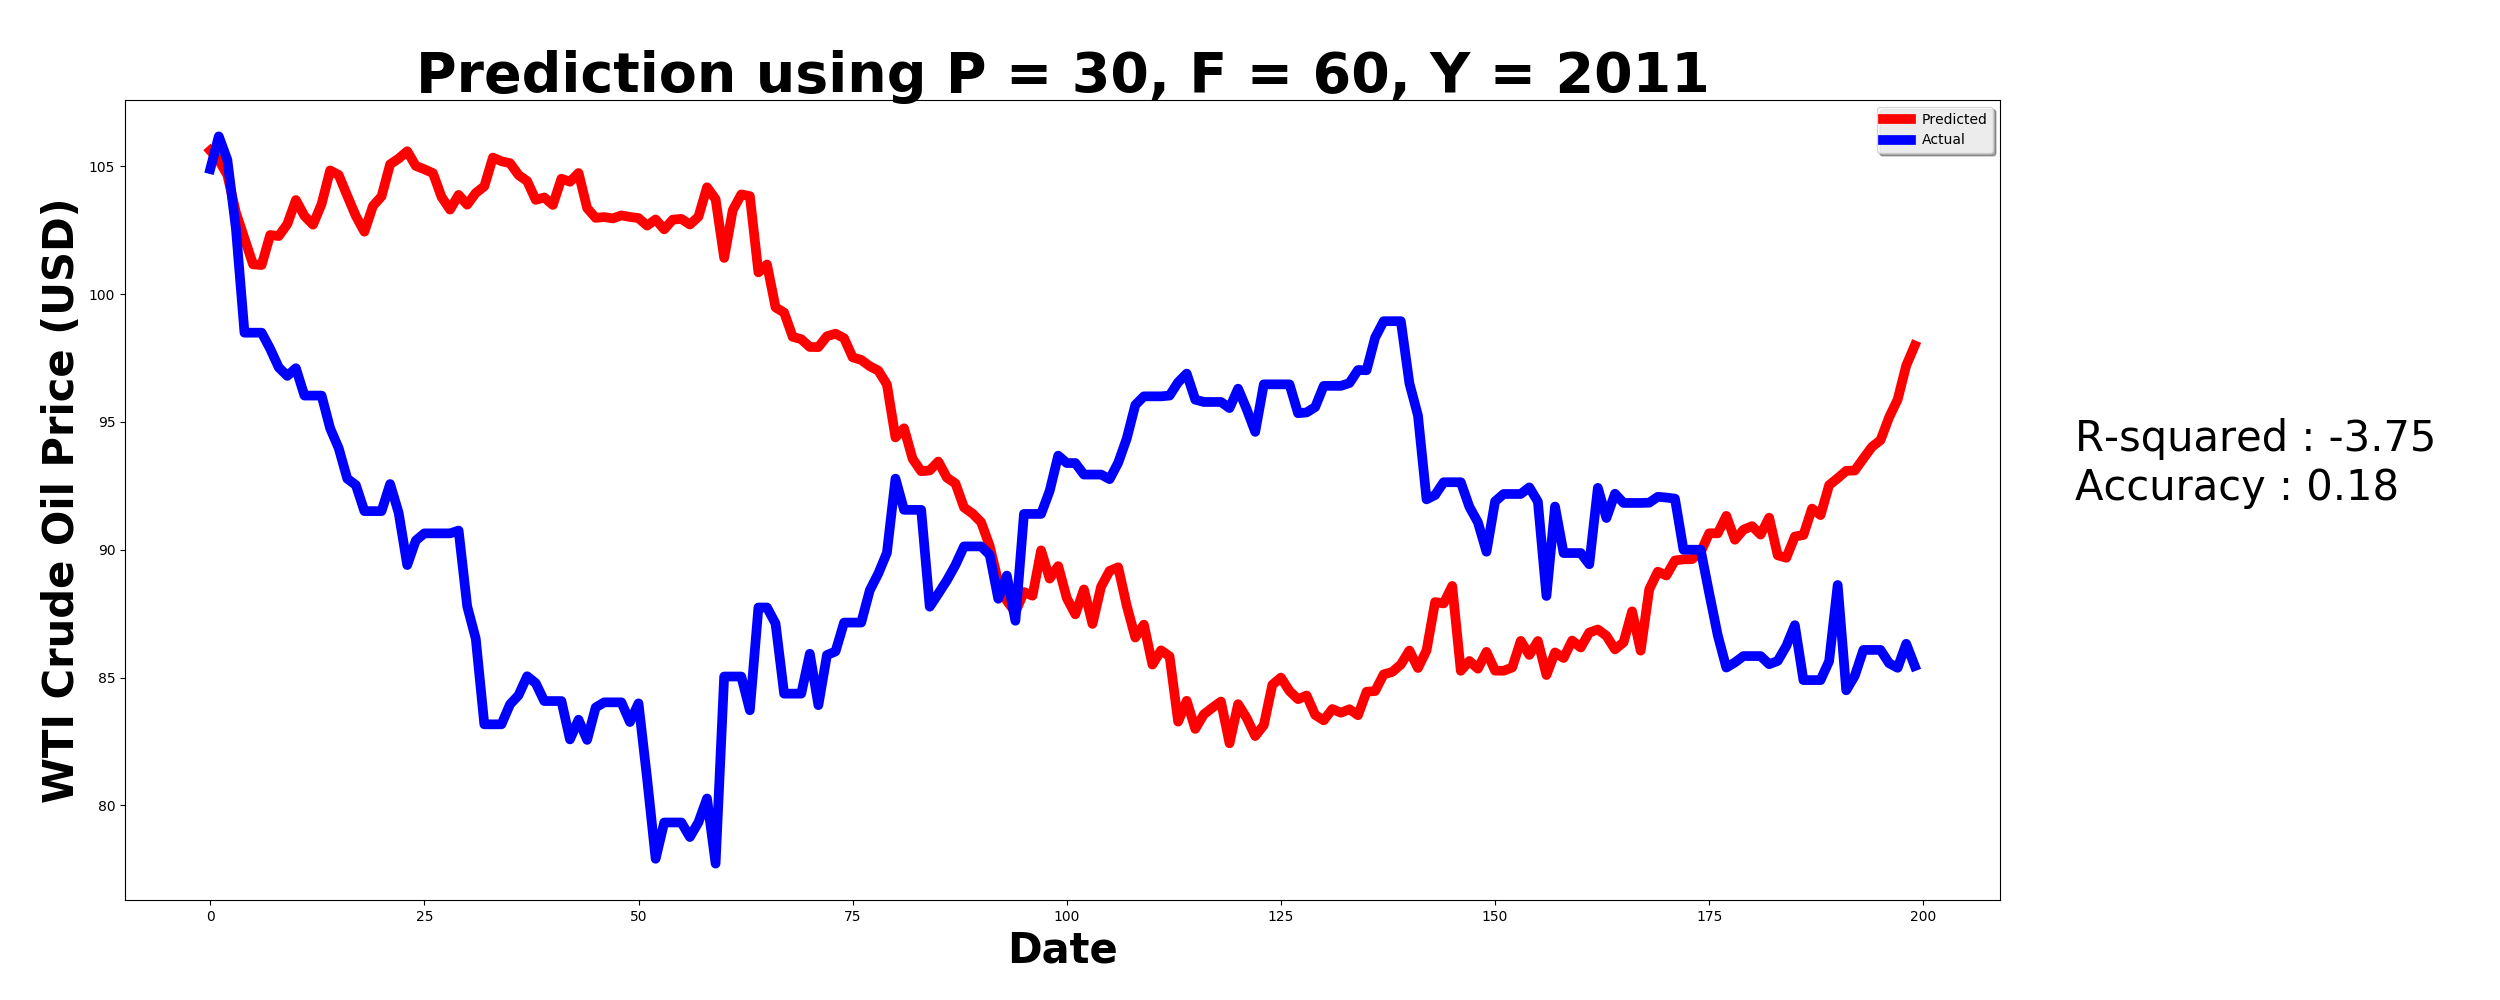 Prediction using P = 30, F = 60, Y = 2011
Predicted
Actual
WTI Crude Oil Price (USD)
105
100
95
90
85
80
R-squared : -3.75
Accuracy : 0.18
0 25 50 75 100 125 150 175 200
Date